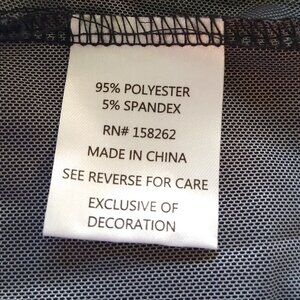 95% POLYESTER
5% SPANDEX
RN# 158262
MADE IN CHINA
SEE REVERSE FOR CARE
EXCLUSIVE OF
DECORATION